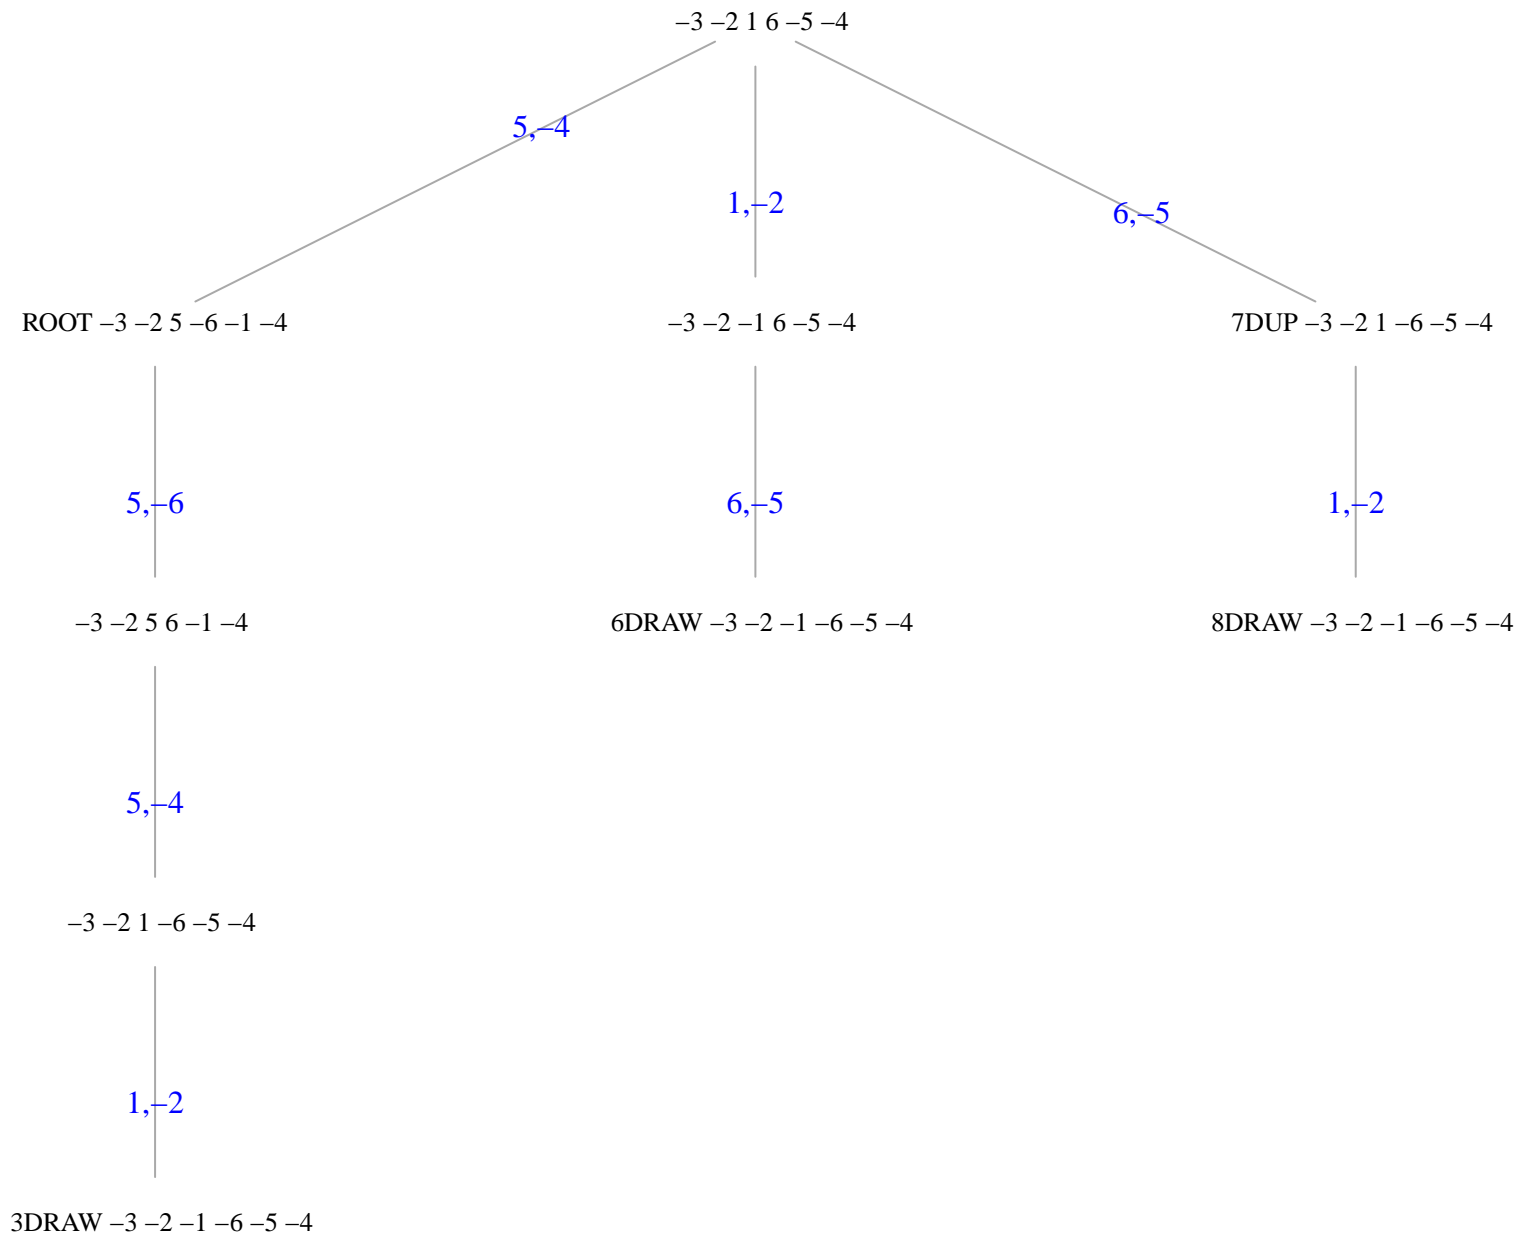 –3 –2 1 6 –5 –4
5,–4
1,–2
6,–5
ROOT –3 –2 5 –6 –1 –4
–3 –2 –1 6 –5 –4
7DUP –3 –2 1 –6 –5 –4
5,–6
6,–5
1,–2
–3 –2 5 6 –1 –4
6DRAW –3 –2 –1 –6 –5 –4
8DRAW –3 –2 –1 –6 –5 –4
5,–4
–3 –2 1 –6 –5 –4
1,–2
3DRAW –3 –2 –1 –6 –5 –4